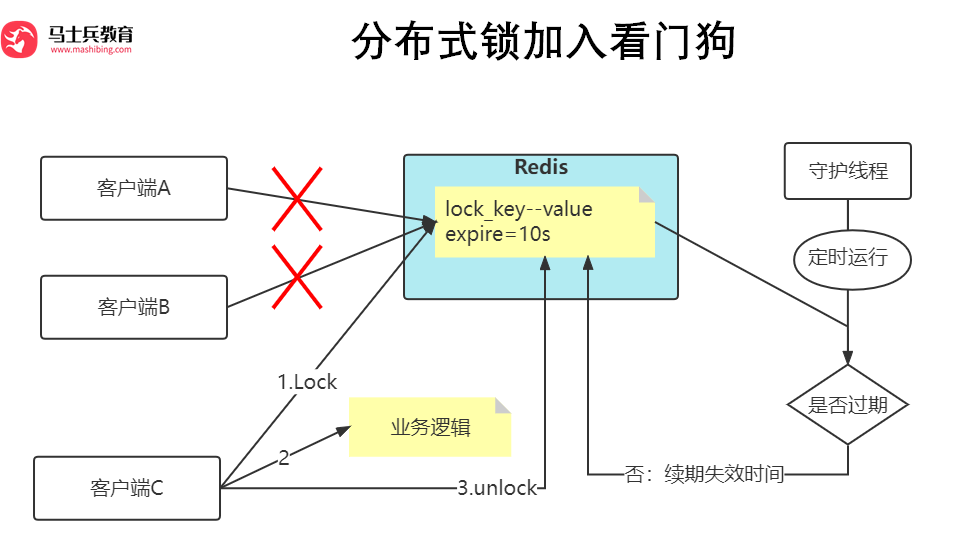 马士兵教育
www.mashibing.com
分布式锁加入看门狗
客户端A
客户端B
客户端C
Redis
lock_key--value
expire=10s
1.Lock
2
业务逻辑
3.unlock
守护线程
定时运行
是否过期
否：续期失效时间